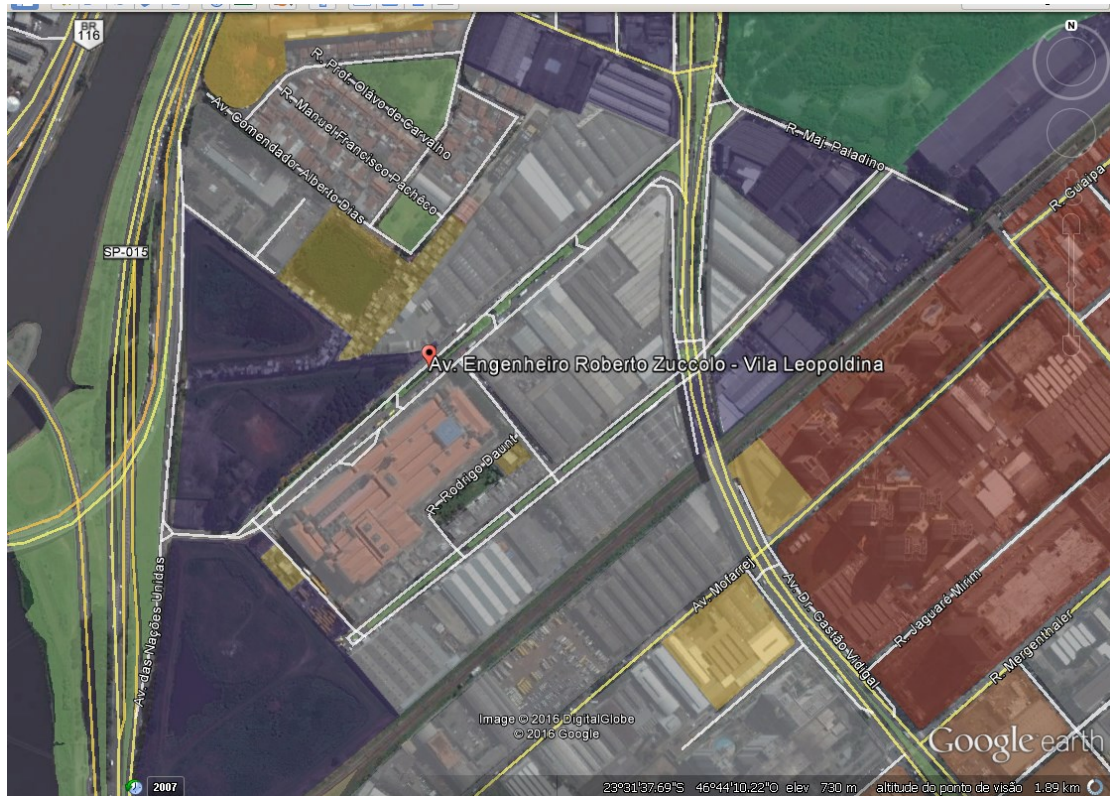 BR
116
N
R. Prof. Olavo de Carvalho
R. Manuel Francisco Pacheco
Av. Comendador Alberto Dias
R. Maj. Paladino
R. Guaipa
SP-015
Av. Engenheiro Roberto Zuccolo - Vila Leopoldina
R. Rodrigo Daunt
Av. Mofarrej
Av. Dr. Gastão Vidigal
R. Jaguaré Mirim
R. Mergenthaler
Av. das Nações Unidas
Image © 2016 DigitalGlobe
© 2016 Google
Google earth
2007
23°31'37.69"S 46°44'10.22"O elev 730 m altitude do ponto de visão 1.89 km